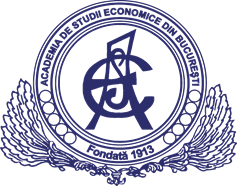 ACADEMIA DE STUDII ECONOMICE DIN BUCUREȘTI
Fondată 1913